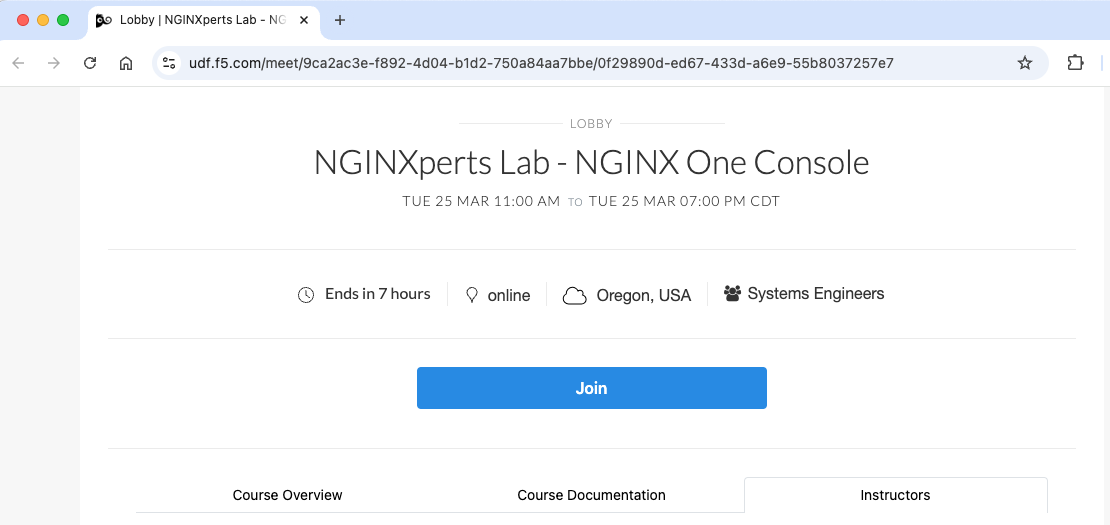 Lobby | NGINXperts Lab - NG
udf.f5.com/meet/9ca2ac3e-f892-4d04-b1d2-750a84aa7bbe/0f29890d-ed67-433d-a6e9-55b8037257e7
LOBBY
NGINXperts Lab - NGINX One Console
TUE 25 MAR 11:00 AM TO TUE 25 MAR 07:00 PM CDT
Ends in 7 hours online Oregon, USA Systems Engineers
Join
Course Overview Course Documentation Instructors